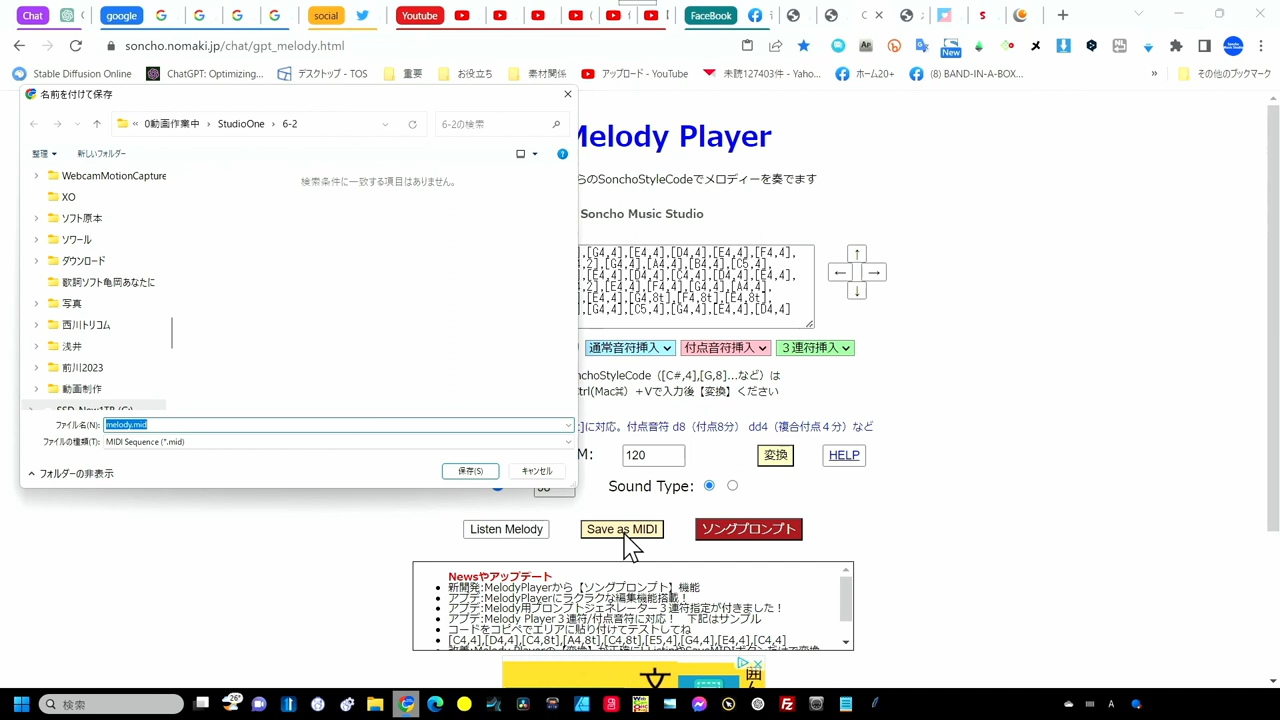 Chat
google
social
Youtube
FaceBook
soncho.nomaki.jp/chat/gpt_melody.html
New
Stable Diffusion Online
ChatGPT: Optimizing...
デスクトップ - TOS
重要
お役立ち
素材関係
アップロード - YouTube
未読127403件 - Yaho...
ホーム20+
(8) BAND-IN-A-BOX...
»
その他のブックマーク
名前を付けて保存
« 0動画作業中 › StudioOne › 6-2
6-2の検索
整理
新しいフォルダー
WebcamMotionCapture
検索条件に一致する項目はありません。
XO
ソフト原本
ソワール
ダウンロード
歌詞ソフト亀岡あなたに
写真
西川トリコム
浅井
前川2023
動画制作
SSD-New1TB (C:)
ファイル名(N): melody.mid
ファイルの種類(T): MIDI Sequence (*.mid)
フォルダーの非表示
保存(S)
キャンセル
Melody Player
らのSonchoStyleCodeでメロディーを奏でます
Soncho Music Studio
],[G4,4],[E4,4],[D4,4],[E4,4],[F4,4],
,2],[G4,4],[A4,4],[B4,4],[C5,4],
,[E4,4],[D4,4],[C4,4],[D4,4],[E4,4],
,2],[E4,4],[F4,4],[G4,4],[A4,4],
,[E4,4],[G4,8t],[F4,8t],[E4,8t],
,[G4,4],[C5,4],[G4,4],[E4,4],[D4,4]
↑
←
→
↓
通常音符挿入
付点音符挿入
３連符挿入
nchoStyleCode（[C#,4],[G,8]...など）は
Ctrl(Mac⌘）＋Vで入力後【変換】ください
t]に対応。付点音符 d8（付点8分） dd4（複合付点４分）など
M:
120
変換
HELP
Sound Type:
Listen Melody
Save as MIDI
ソングプロンプト
Newsやアップデート
新開発:MelodyPlayerから【ソングプロンプト】機能
アプデ:MelodyPlayerにラクラクな編集機能搭載！
アプデ:Melody用プロンプトジェネレーター３連符指定が付きました！
アプデ:Melody Player３連符/付点音符に対応！　下記はサンプル
コードをコピペでエリアに貼り付けてテストしてね
[C4,4],[D4,4],[C4,8t],[A4,8t],[C4,8t],[E5,4],[G4,4],[E4,4],[C4,4]
検索
26°
A